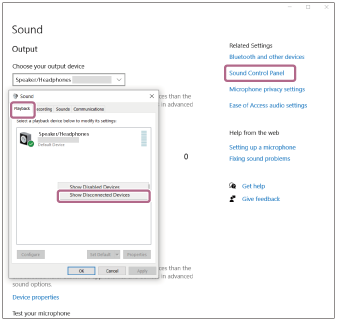 Sound
Output
Choose your output device
Speaker/Headphones
ces than the
in advanced
0
Sound
Playback Recording Sounds Communications
Select a playback device below to modify its settings:
Speaker/Headphones
Default Device
Show Disabled Devices
Show Disconnected Devices
Configure Set Default Properties
OK Cancel Apply
ces than the
in advanced
sound options.
Device properties
Test your microphone
Related Settings
Bluetooth and other devices
Sound Control Panel
Microphone privacy settings
Ease of Access audio settings
Help from the web
Setting up a microphone
Fixing sound problems
Get help
Give feedback